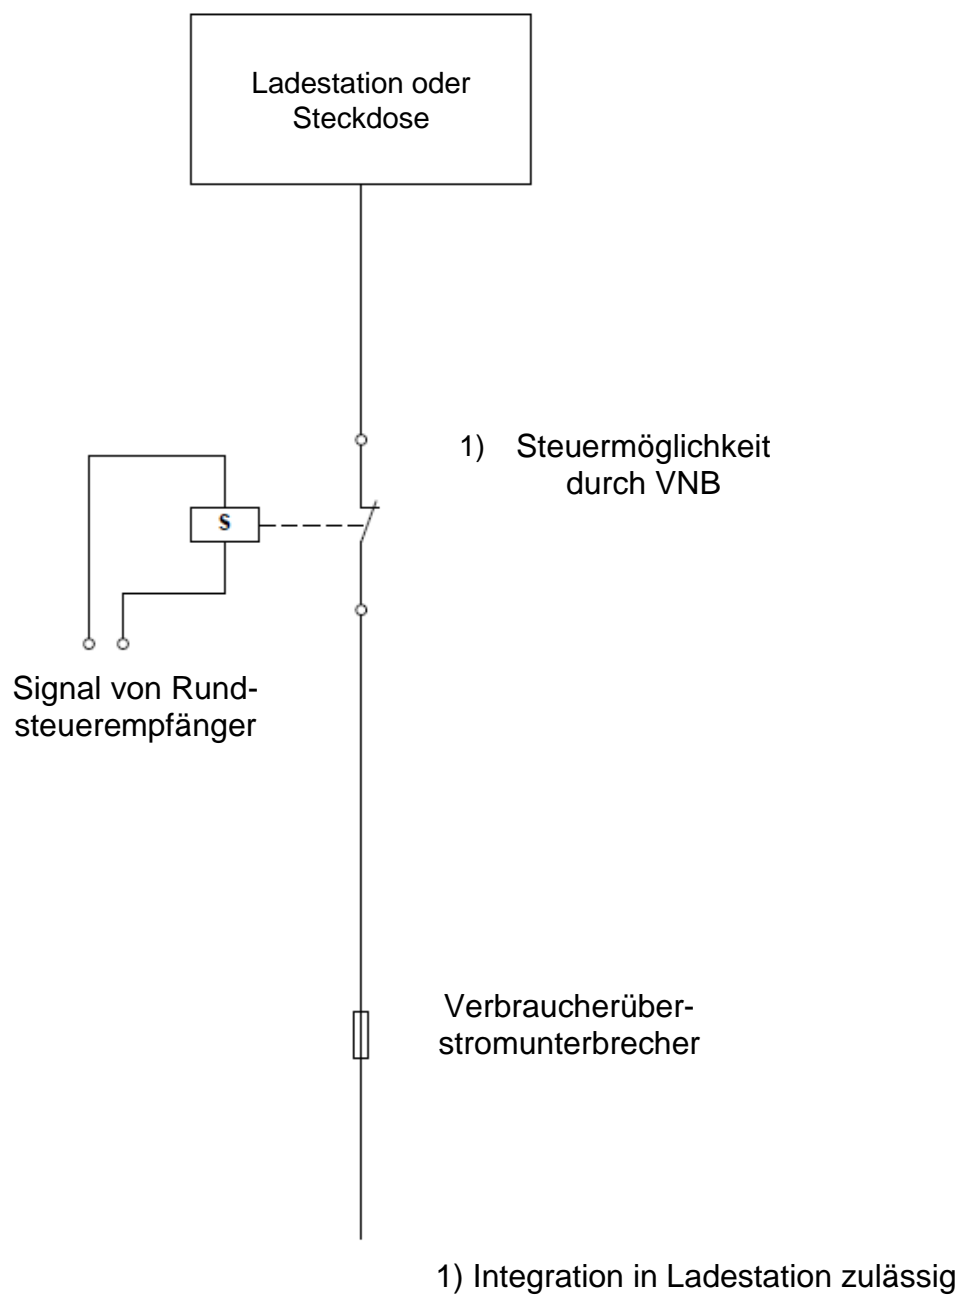 Ladestation oder
Steckdose
1) Steuermöglichkeit
durch VNB
S
Signal von Rund-
steuerempfänger
Verbraucherüber-
stromunterbrecher
1) Integration in Ladestation zulässig